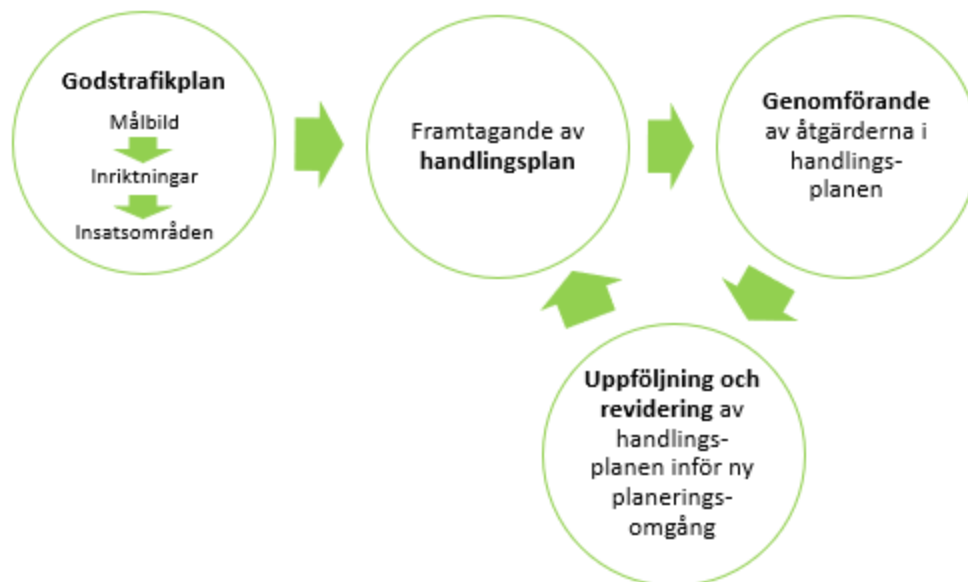 Godstrafikplan
Målbild
Inriktningar
Insatsområden
Framtagande av
handlingsplan
Genomförande
av åtgärderna i
handlings-
planen
Uppföljning och
revidering av
handlings-
planen inför ny
planerings-
omgång